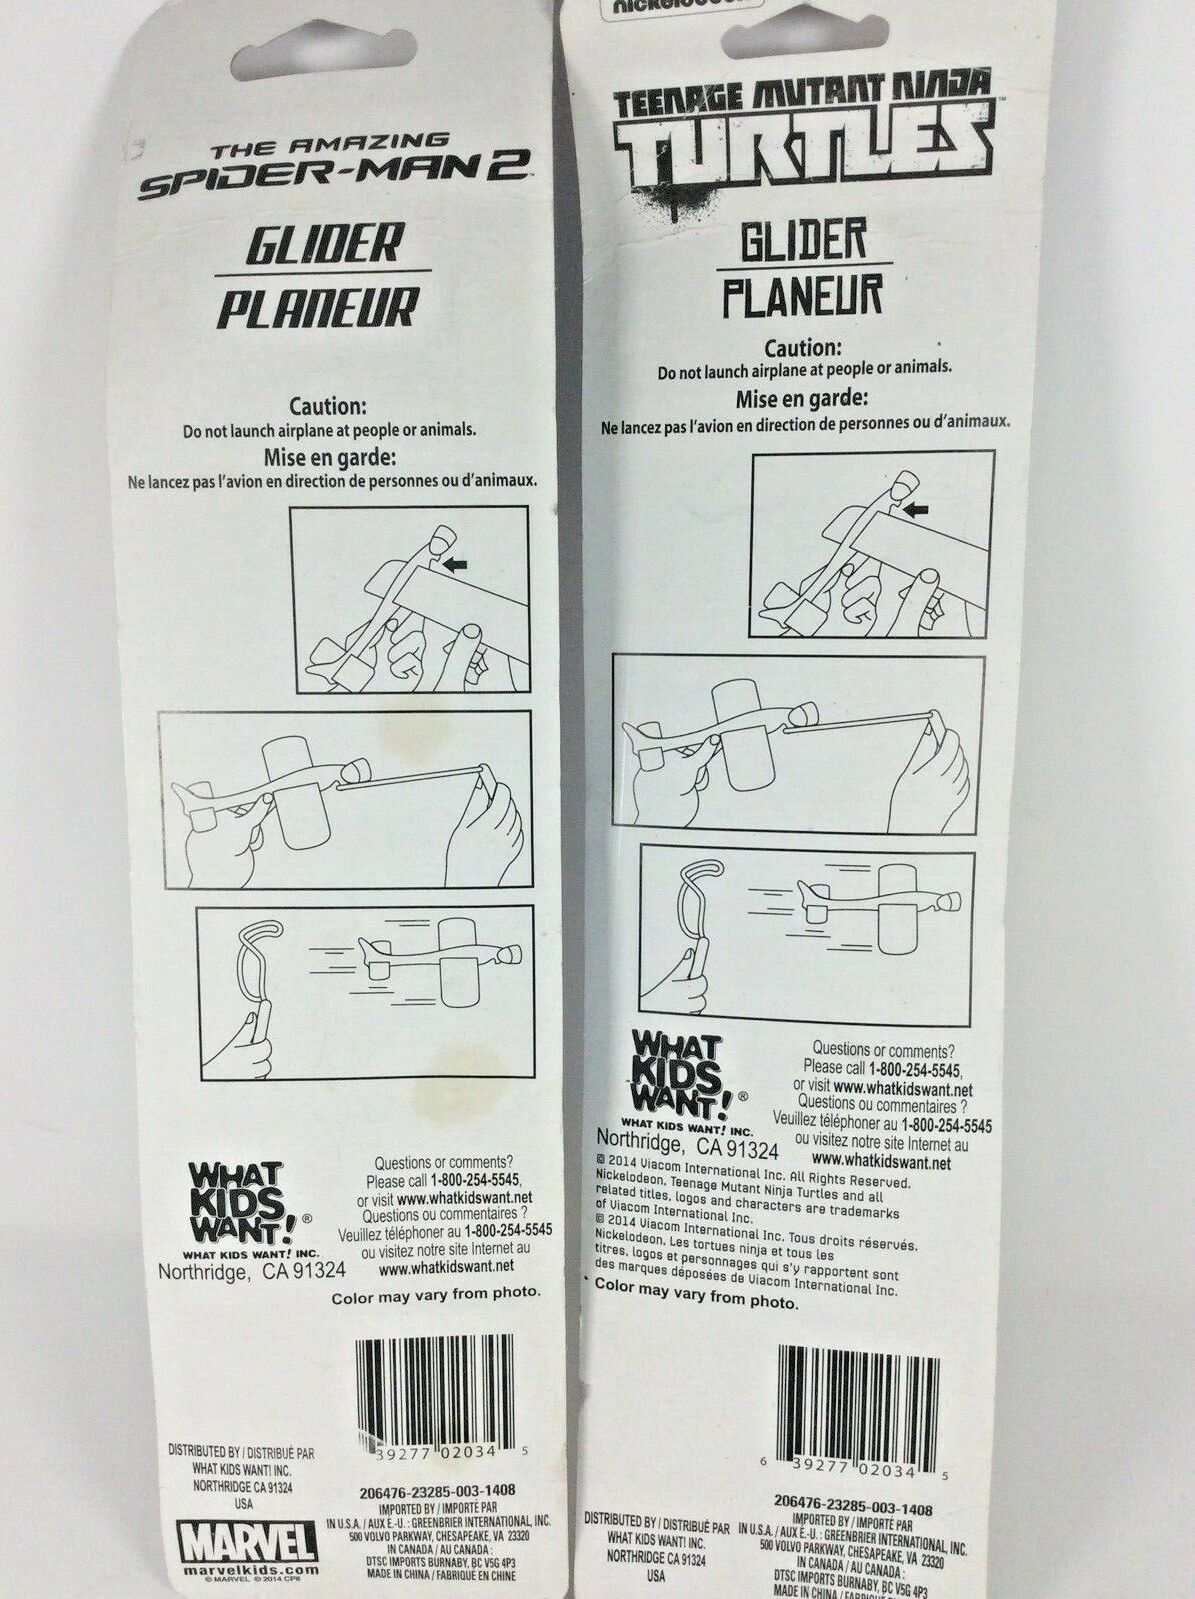 THE AMAZING
SPIDER-MAN 2
GLIDER
PLANEUR
Caution:
Do not launch airplane at people or animals.
Mise en garde:
Ne lancez pas l'avion en direction de personnes ou d'animaux.
WHAT
KIDS
WANT! ®
WHAT KIDS WANT! INC.
Northridge, CA 91324
Questions or comments?
Please call 1-800-254-5545,
or visit www.whatkidswant.net
Questions ou commentaires ?
Veuillez téléphoner au 1-800-254-5545
ou visitez notre site Internet au
www.whatkidswant.net
Color may vary from photo.
39277 02034 5
DISTRIBUTED BY / DISTRIBUÉ PAR
WHAT KIDS WANT! INC.
NORTHRIDGE CA 91324
USA
MARVEL
marvelkids.com
© MARVEL © 2014 CPII
206476-23285-003-1408
IMPORTED BY / IMPORTÉ PAR
IN U.S.A. / AUX É.-U. : GREENBRIER INTERNATIONAL, INC.
500 VOLVO PARKWAY, CHESAPEAKE, VA 23320
IN CANADA / AU CANADA :
DTSC IMPORTS BURNABY, BC V5G 4P3
MADE IN CHINA / FABRIQUÉ EN CHINE
nickelodeon
TEENAGE MUTANT NINJA
TURTLES ™
GLIDER
PLANEUR
Caution:
Do not launch airplane at people or animals.
Mise en garde:
Ne lancez pas l'avion en direction de personnes ou d'animaux.
WHAT
KIDS
WANT! ®
WHAT KIDS WANT! INC.
Northridge, CA 91324
Questions or comments?
Please call 1-800-254-5545,
or visit www.whatkidswant.net
Questions ou commentaires ?
Veuillez téléphoner au 1-800-254-5545
ou visitez notre site Internet au
www.whatkidswant.net
© 2014 Viacom International Inc. All Rights Reserved.
Nickelodeon, Teenage Mutant Ninja Turtles and all
related titles, logos and characters are trademarks
of Viacom International Inc.
© 2014 Viacom International Inc. Tous droits réservés.
Nickelodeon, Les tortues ninja et tous les
titres, logos et personnages qui s'y rapportent sont
des marques déposées de Viacom International Inc.
Color may vary from photo.
6 39277 02034 5
DISTRIBUTED BY / DISTRIBUÉ PAR
WHAT KIDS WANT! INC.
NORTHRIDGE CA 91324
USA
206476-23285-003-1408
IMPORTED BY / IMPORTÉ PAR
IN U.S.A. / AUX É.-U. : GREENBRIER INTERNATIONAL, INC.
500 VOLVO PARKWAY, CHESAPEAKE, VA 23320
IN CANADA / AU CANADA :
DTSC IMPORTS BURNABY, BC V5G 4P3
MADE IN CHINA /